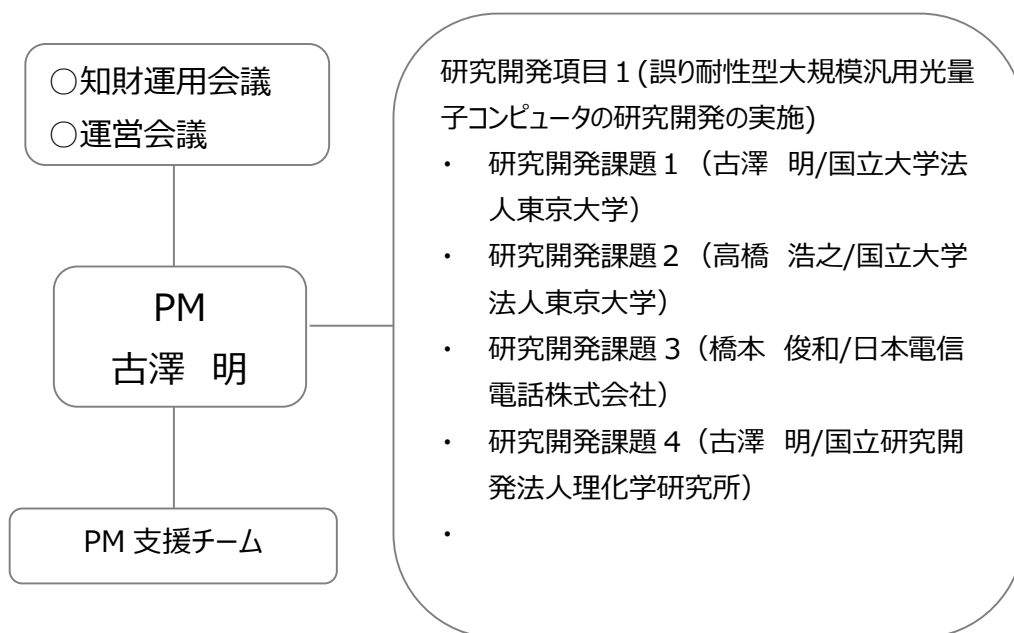 ○知財運用会議
○運営会議
PM
古澤 明
PM 支援チーム
研究開発項目１(誤り耐性型大規模汎用光量
子コンピュータの研究開発の実施)
・ 研究開発課題１（古澤 明/国立大学法
人東京大学）
・ 研究開発課題２（高橋 浩之/国立大学
法人東京大学）
・ 研究開発課題３（橋本 俊和/日本電信
電話株式会社）
・ 研究開発課題４（古澤 明/国立研究開
発法人理化学研究所）
・